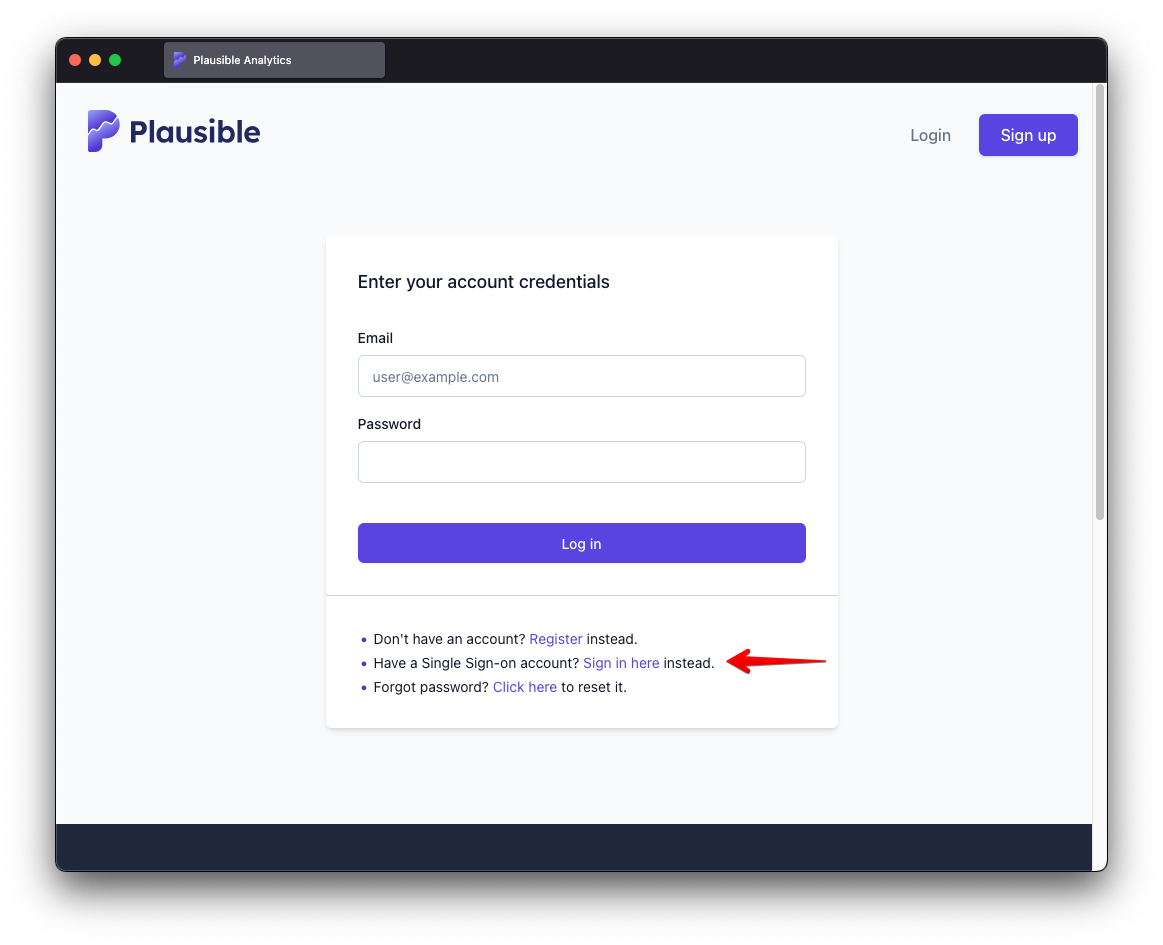 Plausible Analytics
Plausible
Login
Sign up
Enter your account credentials
Email
user@example.com
Password
Log in
• Don't have an account? Register instead.
• Have a Single Sign-on account? Sign in here instead.
• Forgot password? Click here to reset it.